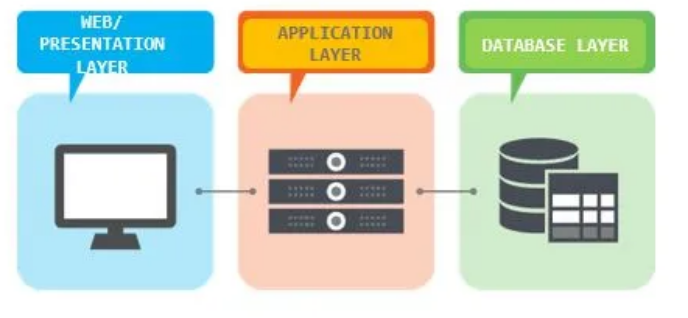 WEB/
PRESENTATION
LAYER
APPLICATION
LAYER
DATABASE LAYER